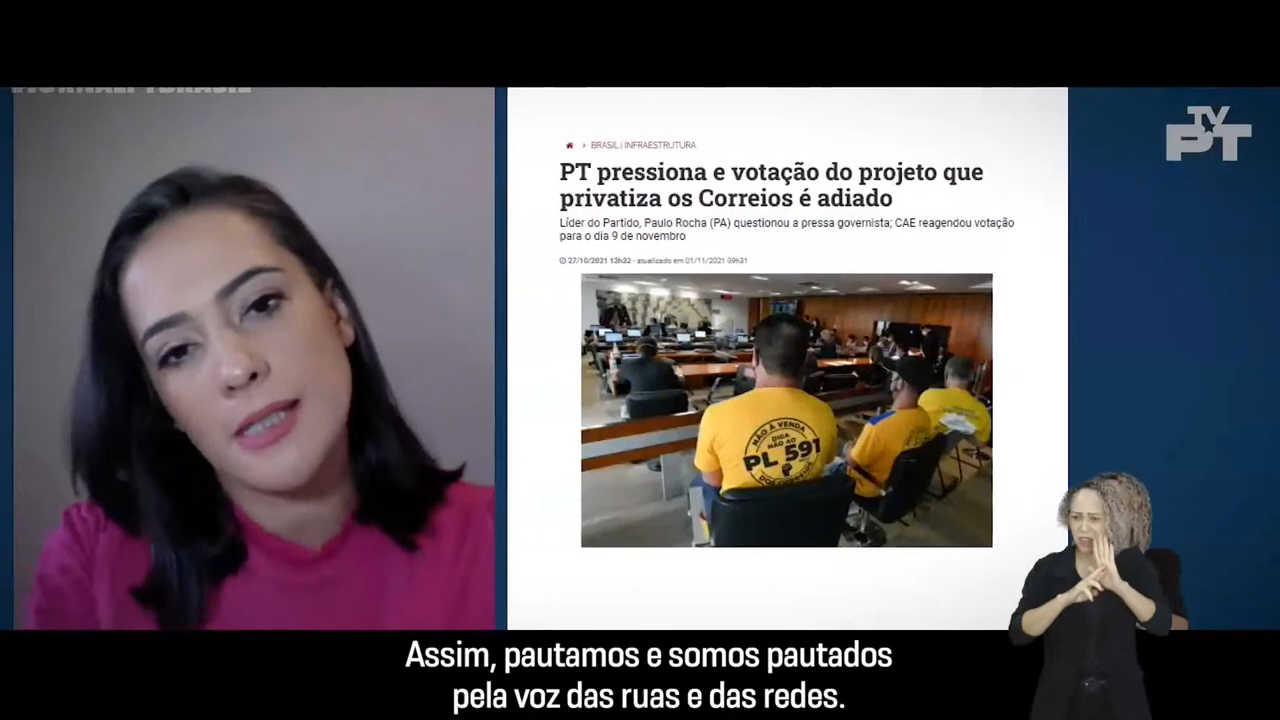 #JORNALPTBRASIL
TV
PT
BRASIL | INFRAESTRUTURA
PT pressiona e votação do projeto que
privatiza os Correios é adiado
Líder do Partido, Paulo Rocha (PA) questionou a pressa governista; CAE reagendou votação
para o dia 9 de novembro
27/10/2021 12h32 - atualizado em 01/11/2021 09h31
NÃO À VENDA
DIGA
NÃO AO
PL 591
DOS CORREIOS
Assim, pautamos e somos pautados
pela voz das ruas e das redes.